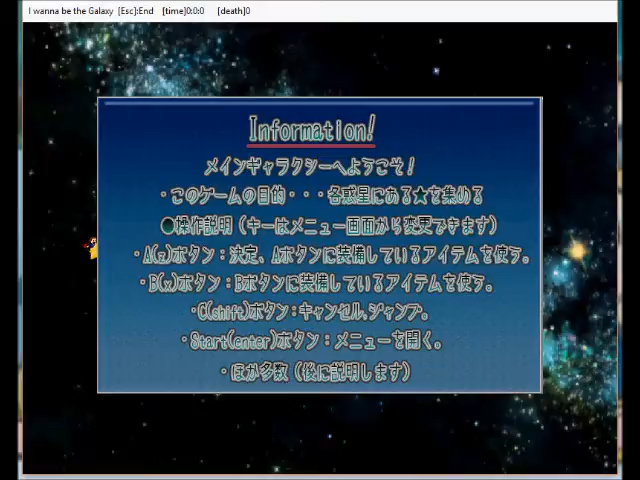 I wanna be the Galaxy [Esc]:End [time]0:0:0 [death]0
Information!
メインギャラクシーへようこそ!
・このゲームの目的・・・各惑星にある★を集める
●操作説明(キーはメニュー画面から変更できます)
・A(z)ボタン:決定、Aボタンに装備しているアイテムを使う。
・B(x)ボタン:Bボタンに装備しているアイテムを使う。
・C(shift)ボタン:キャンセル,ジャンプ。
・Start(enter)ボタン:メニューを開く。
・ほか多数(後に説明します)